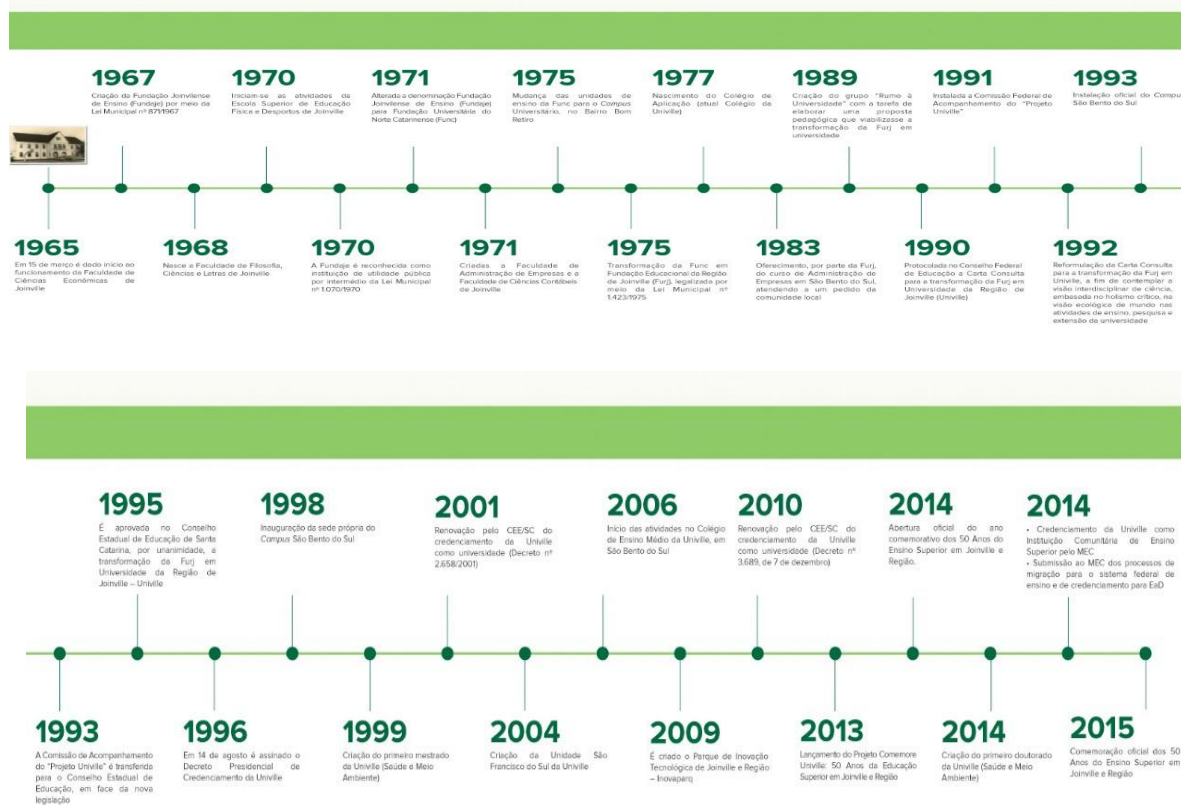 1967
Criação da Fundação Joinvilense
de Ensino (Fundaje) por meio da
Lei Municipal nº 871/1967
1970
Iniciam-se as atividades da
Escola Superior de Educação
Física e Desportos de Joinville
1971
Alterada a denominação Fundação
Joinvilense de Ensino (Fundaje)
para Fundação Universitária do
Norte Catarinense (Func)
1975
Mudança das unidades de
ensino da Func para o Campus
Universitário, no Bairro Bom
Retiro
1977
Nascimento do Colégio de
Aplicação (atual Colégio da
Univille)
1989
Criação do grupo "Rumo à
Universidade" com a tarefa de
elaborar uma proposta
pedagógica que viabilizasse a
transformação da Furj em
universidade
1991
Instalada a Comissão Federal de
Acompanhamento do "Projeto
Univille"
1993
Instalação oficial do Campu
São Bento do Sul
1965
Em 15 de março é dado início ao
funcionamento da Faculdade de
Ciências Econômicas de
Joinville
1968
Nasce a Faculdade de Filosofia,
Ciências e Letras de Joinville
1970
A Fundaje é reconhecida como
instituição de utilidade pública
por intermédio da Lei Municipal
nº 1.070/1970
1971
Criadas a Faculdade de
Administração de Empresas e a
Faculdade de Ciências Contábeis
de Joinville
1975
Transformação da Func em
Fundação Educacional da Região
de Joinville (Furj), legalizada por
meio da Lei Municipal nº
1.423/1975
1983
Oferecimento, por parte da Furj,
do curso de Administração de
Empresas em São Bento do Sul,
atendendo a um pedido da
comunidade local
1990
Protocolada no Conselho Federal
de Educação a Carta Consulta
para a transformação da Furj em
Universidade da Região de
Joinville (Univille)
1992
Reformulação da Carta Consulta
para a transformação da Furj em
Univille, a fim de contemplar a
visão interdisciplinar de ciência,
embasada no holismo crítico, na
visão ecológica de mundo nas
atividades de ensino, pesquisa e
extensão da universidade
1995
É aprovada no Conselho
Estadual de Educação de Santa
Catarina, por unanimidade, a
transformação da Furj em
Universidade da Região de
Joinville – Univille
1998
Inauguração da sede própria do
Campus São Bento do Sul
2001
Renovação pelo CEE/SC do
credenciamento da Univille
como universidade (Decreto nº
2.658/2001)
2006
Início das atividades no Colégio
de Ensino Médio da Univille, em
São Bento do Sul
2010
Renovação pelo CEE/SC do
credenciamento da Univille
como universidade (Decreto nº
3.689, de 7 de dezembro)
2014
Abertura oficial do ano
comemorativo dos 50 Anos do
Ensino Superior em Joinville e
Região.
2014
• Credenciamento da Univille como
Instituição Comunitária de Ensino
Superior pelo MEC
• Submissão ao MEC dos processos de
migração para o sistema federal de
ensino e de credenciamento para EaD
1993
A Comissão de Acompanhamento
do "Projeto Univille" é transferida
para o Conselho Estadual de
Educação, em face da nova
legislação
1996
Em 14 de agosto é assinado o
Decreto Presidencial de
Credenciamento da Univille
1999
Criação do primeiro mestrado
da Univille (Saúde e Meio
Ambiente)
2004
Criação da Unidade São
Francisco do Sul da Univille
2009
É criado o Parque de Inovação
Tecnológica de Joinville e Região
– Inovaparq
2013
Lançamento do Projeto Comemore
Univille: 50 Anos da Educação
Superior em Joinville e Região
2014
Criação do primeiro doutorado
da Univille (Saúde e Meio
Ambiente)
2015
Comemoração oficial dos 50
Anos do Ensino Superior em
Joinville e Região